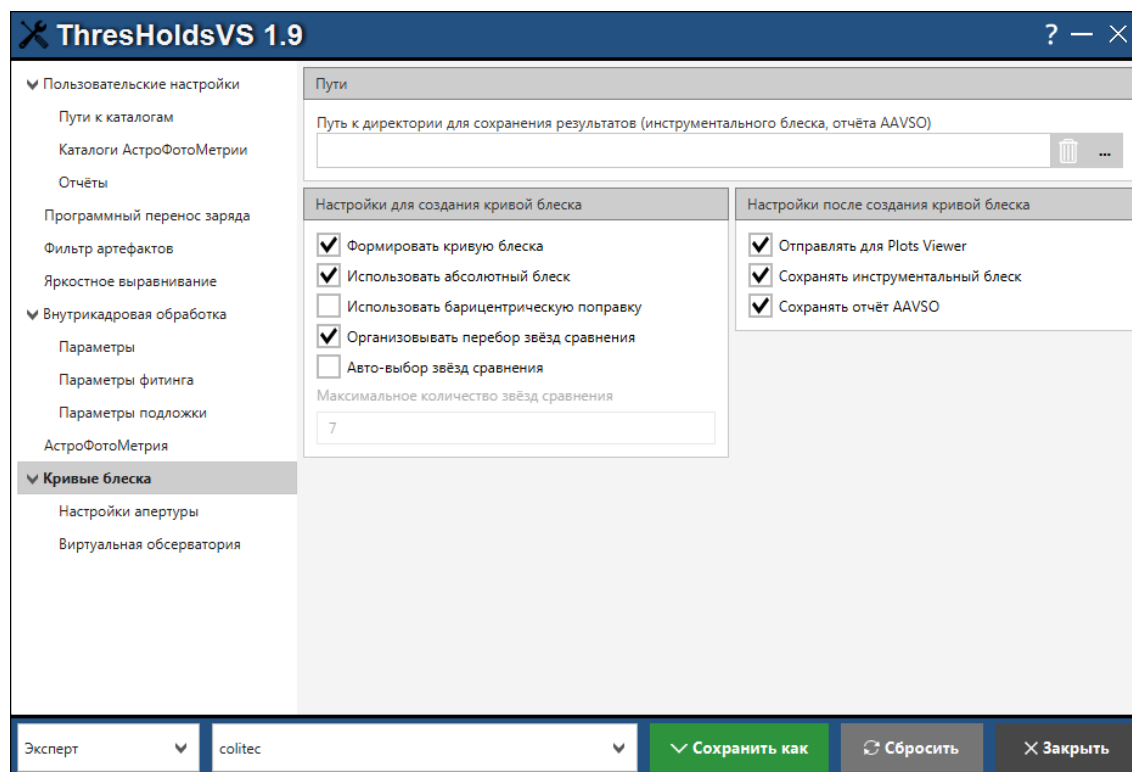 ThresHoldsVS 1.9
?
Пользовательские настройки
Пути к каталогам
Каталоги АстроФотоМетрии
Отчёты
Программный перенос заряда
Фильтр артефактов
Яркостное выравнивание
Внутрикадровая обработка
Параметры
Параметры фитинга
Параметры подложки
АстроФотоМетрия
Кривые блеска
Настройки апертуры
Виртуальная обсерватория
Пути
Путь к директории для сохранения результатов (инструментального блеска, отчёта AAVSO)
...
Настройки для создания кривой блеска
Формировать кривую блеска
Использовать абсолютный блеск
Использовать барицентрическую поправку
Организовывать перебор звёзд сравнения
Авто-выбор звёзд сравнения
Максимальное количество звёзд сравнения
7
Настройки после создания кривой блеска
Отправлять для Plots Viewer
Сохранять инструментальный блеск
Сохранять отчёт AAVSO
Эксперт
colitec
Сохранить как
Сбросить
Закрыть